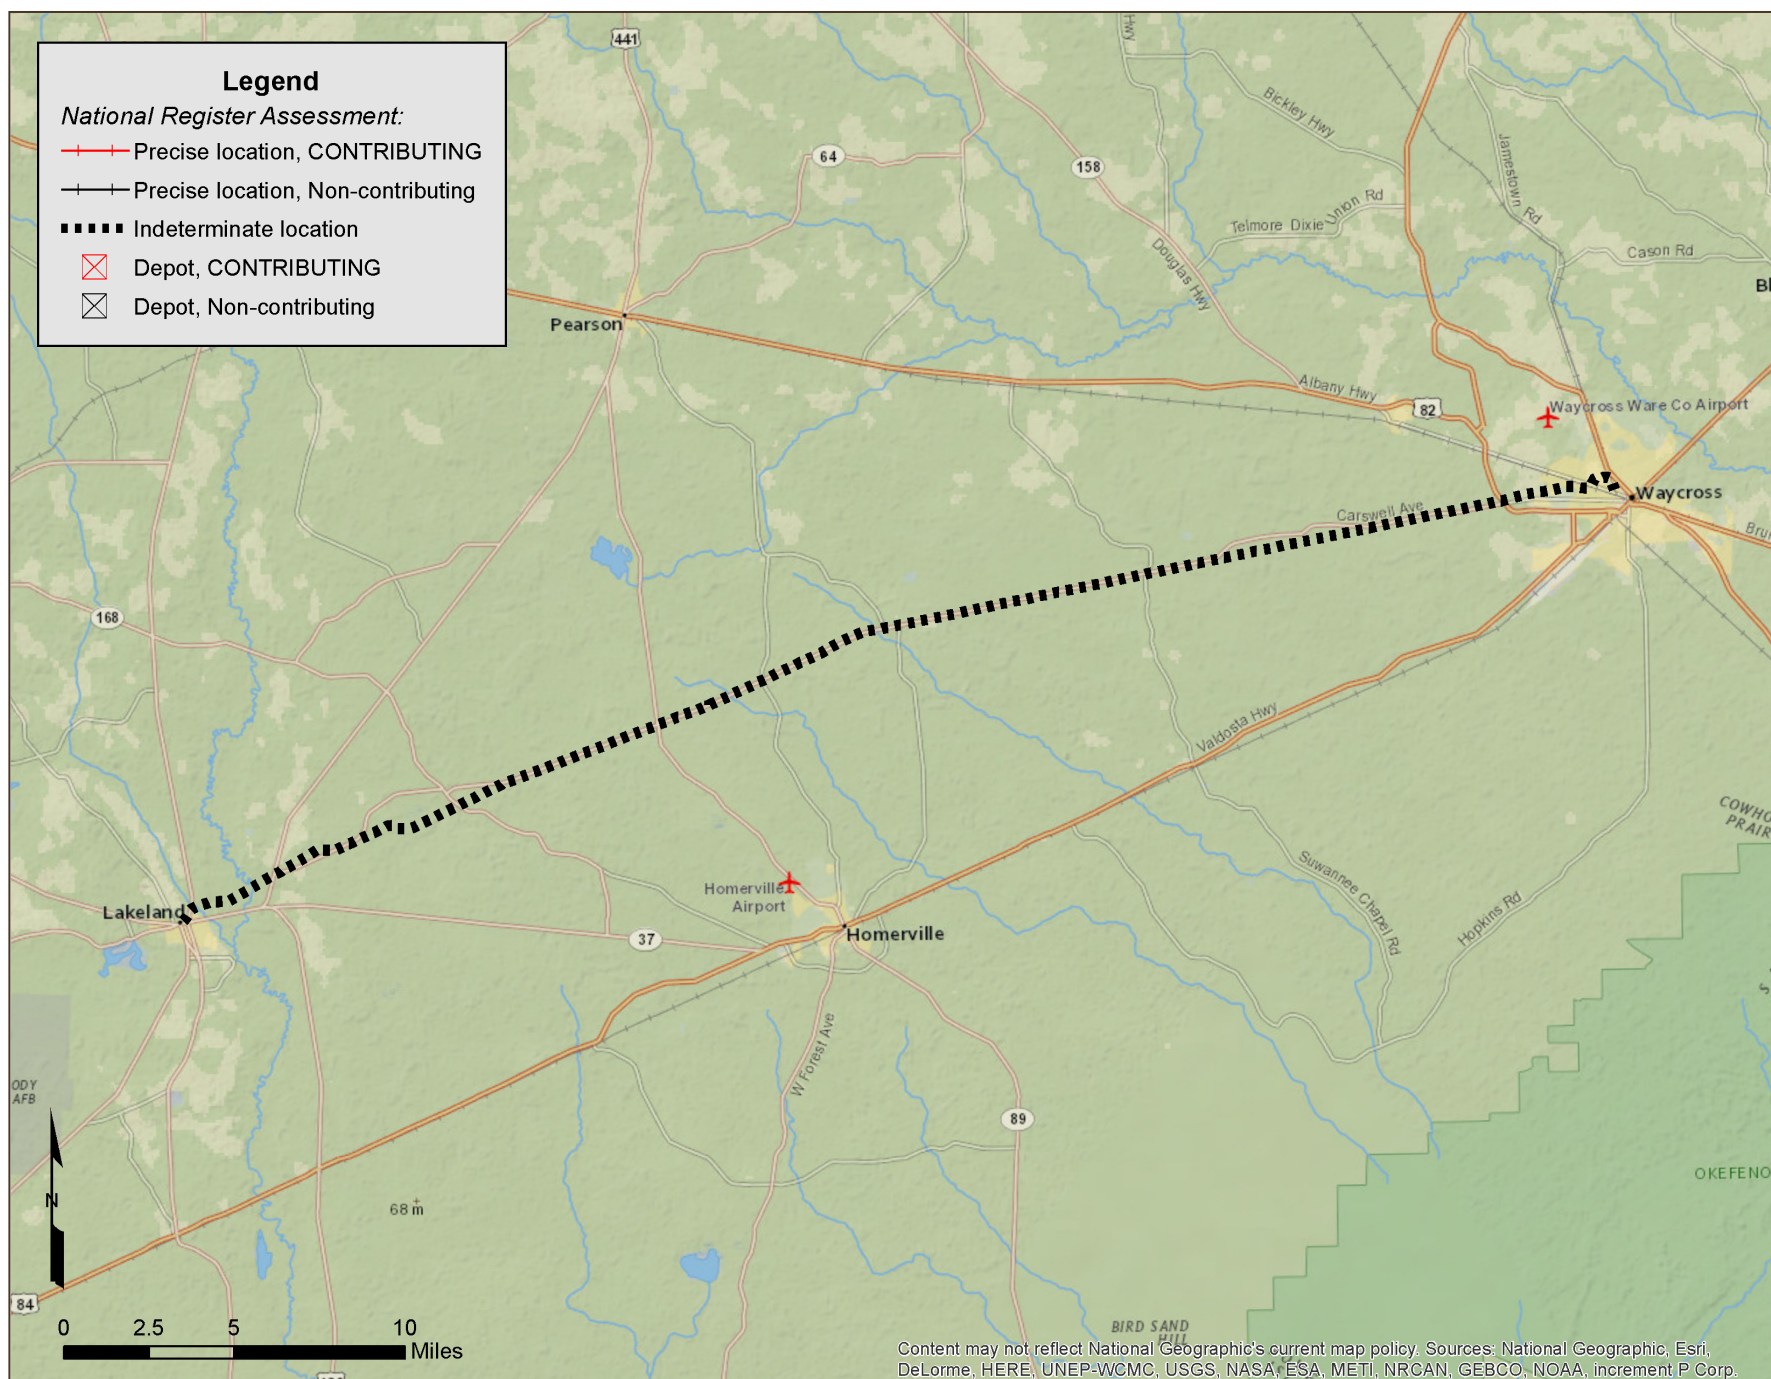 Legend
National Register Assessment:
Precise location, CONTRIBUTING
Precise location, Non-contributing
Indeterminate location
Depot, CONTRIBUTING
Depot, Non-contributing
441
Hwy
Bickley Hwy
64
158
Jamestown Rd
Telmore Dixie Union Rd
Cason Rd
Douglas Hwy
Bl
Pearson
Albany Hwy
82
Waycross Ware Co Airport
Waycross
Carswell Ave
Brun
168
Valdosta Hwy
COWHO
PRAIR
Suwannee Chapel Rd
Hopkins Rd
Homerville
Airport
Lakeland
37
Homerville
S
W Forest Ave
ODY
AFB
89
N
68 m
OKEFENO
84
0 2.5 5 10
Miles
BIRD SAND
HILL
Content may not reflect National Geographic's current map policy. Sources: National Geographic, Esri,
DeLorme, HERE, UNEP-WCMC, USGS, NASA, ESA, METI, NRCAN, GEBCO, NOAA, increment P Corp.